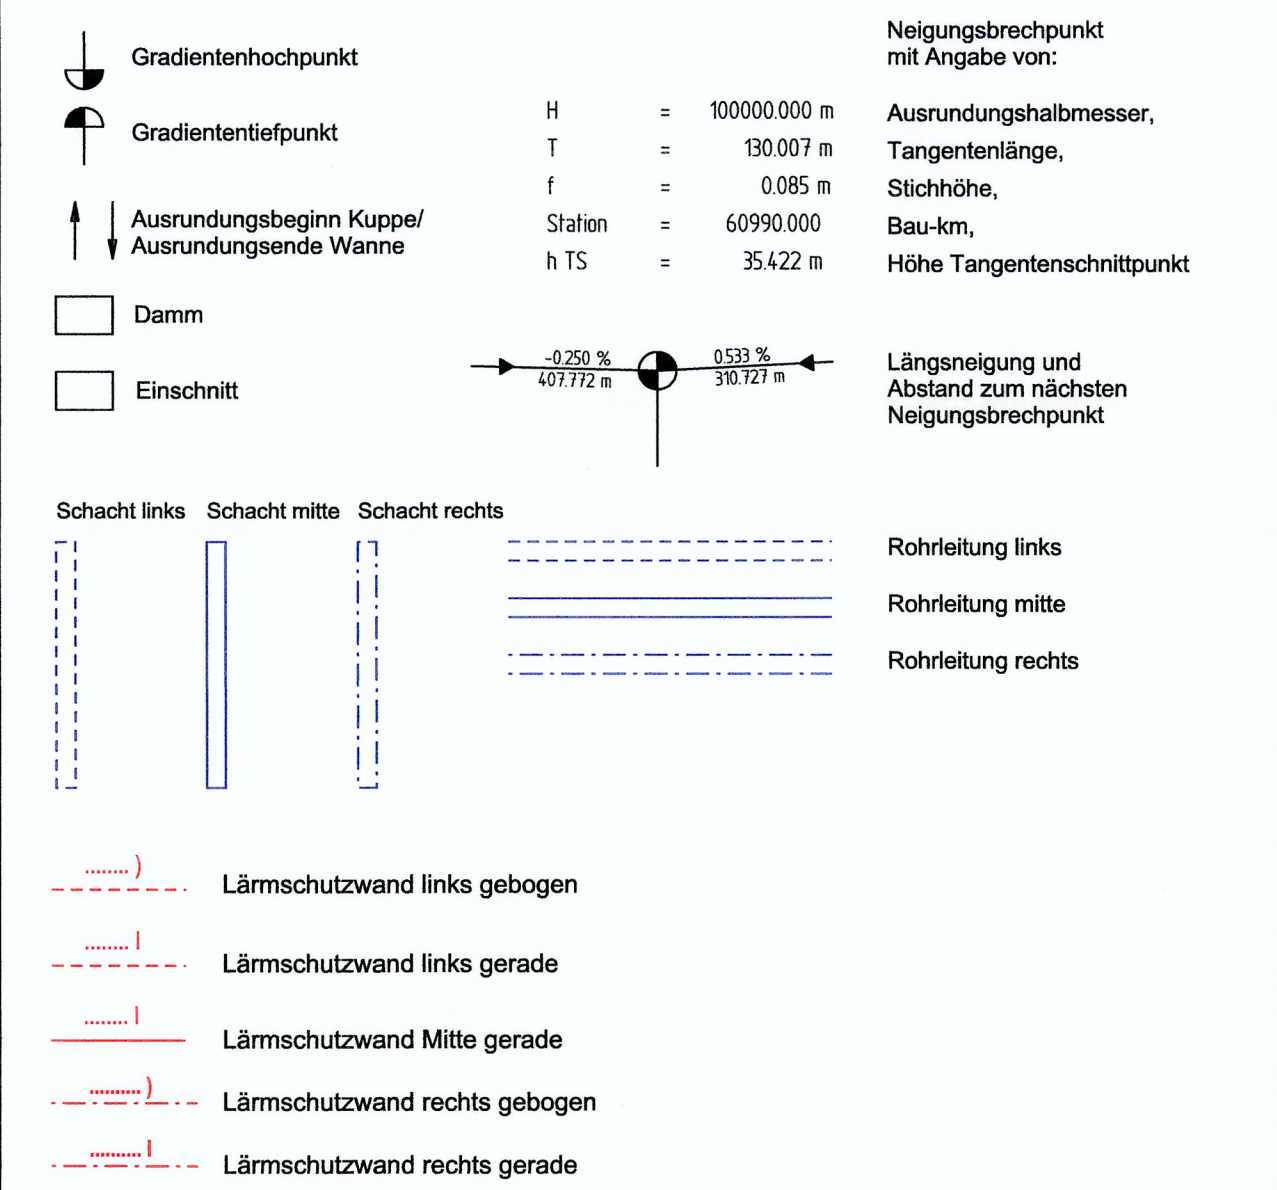 Gradientenhochpunkt
Gradiententiefpunkt
Ausrundungsbeginn Kuppe/
Ausrundungsende Wanne
Damm
Einschnitt
Neigungsbrechpunkt
mit Angabe von:
H = 100000.000 m Ausrundungshalbmesser,
T = 130.007 m Tangentenlänge,
f = 0.085 m Stichhöhe,
Station = 60990.000 Bau-km,
h TS = 35.422 m Höhe Tangentenschnittpunkt
-0.250 %
407.772 m
0.533 %
310.727 m
Längsneigung und
Abstand zum nächsten
Neigungsbrechpunkt
Schacht links Schacht mitte Schacht rechts
Rohrleitung links
Rohrleitung mitte
Rohrleitung rechts
........ ) Lärmschutzwand links gebogen
........ | Lärmschutzwand links gerade
........ | Lärmschutzwand Mitte gerade
.......... ) Lärmschutzwand rechts gebogen
.......... | Lärmschutzwand rechts gerade